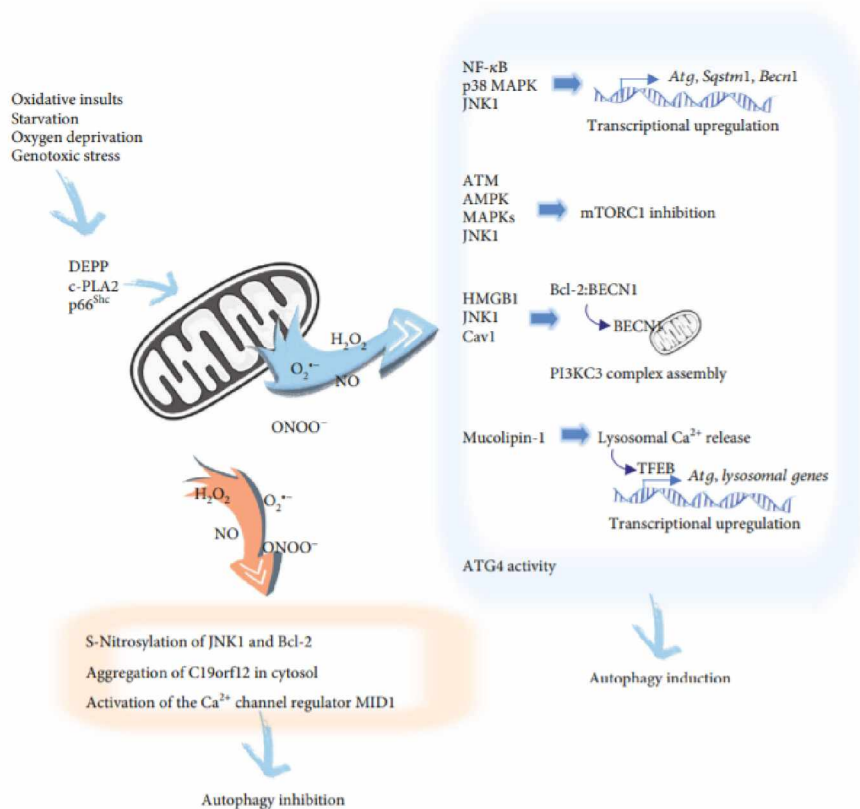 Oxidative insults
Starvation
Oxygen deprivation
Genotoxic stress
DEPP
c-PLA2
p66Shc
H2O2
O2•−
NO
ONOO−
H2O2
O2•−
NO
ONOO−
S-Nitrosylation of JNK1 and Bcl-2
Aggregation of C19orf12 in cytosol
Activation of the Ca2+ channel regulator MID1
Autophagy inhibition
NF-κB
p38 MAPK
JNK1
Atg, Sqstm1, Becn1
Transcriptional upregulation
ATM
AMPK
MAPKs
JNK1
mTORC1 inhibition
HMGB1
JNK1
Cav1
Bcl-2:BECN1
BECN1
PI3KC3 complex assembly
Mucolipin-1
Lysosomal Ca2+ release
TFEB
Atg, lysosomal genes
Transcriptional upregulation
ATG4 activity
Autophagy induction